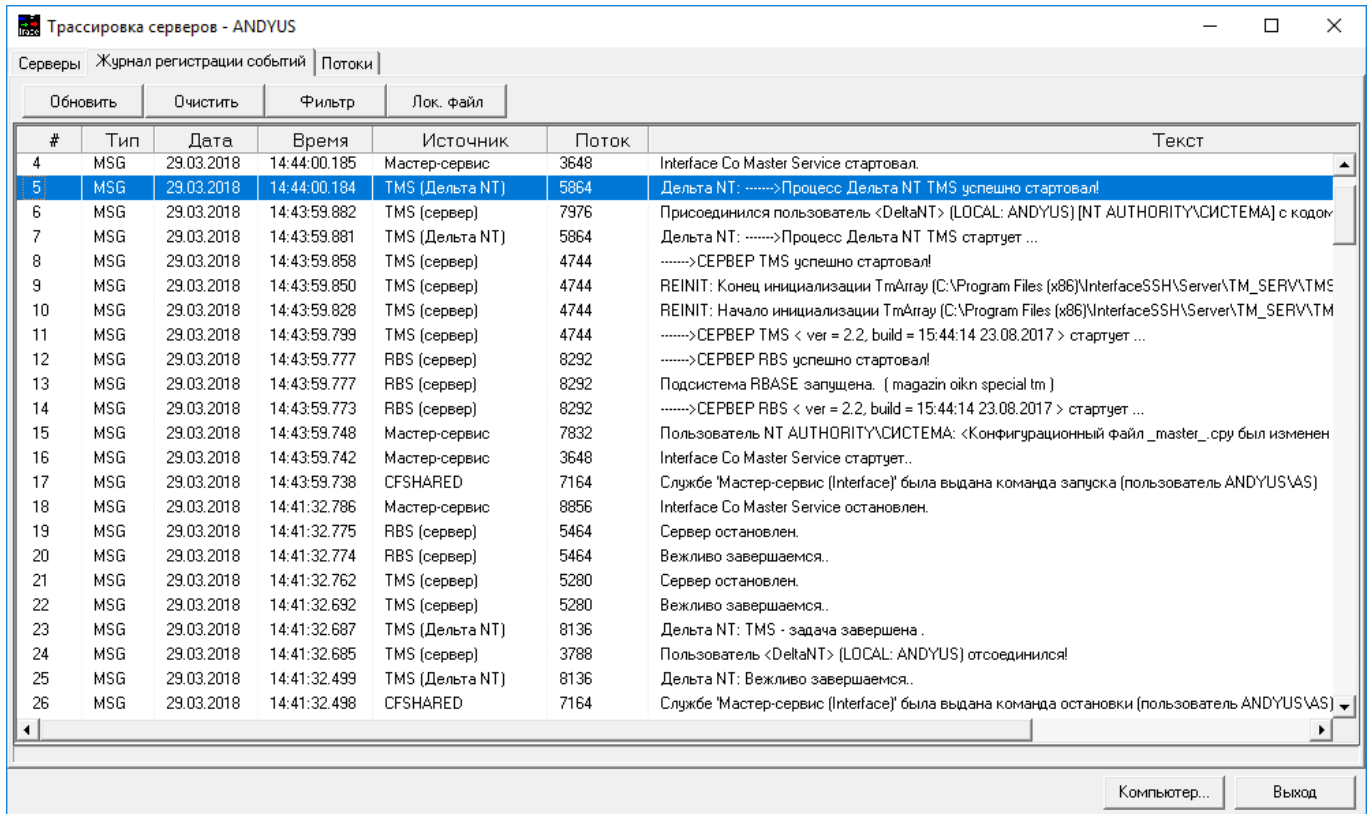 Трассировка серверов - ANDYUS
Серверы Журнал регистрации событий Потоки
Обновить Очистить Фильтр Лок. файл
# Тип Дата Время Источник Поток Текст
4 MSG 29.03.2018 14:44:00.185 Мастер-сервис 3648 Interface Co Master Service стартовал.
5 MSG 29.03.2018 14:44:00.184 TMS (Дельта NT) 5864 Дельта NT: ------->Процесс Дельта NT TMS успешно стартовал!
6 MSG 29.03.2018 14:43:59.882 TMS (сервер) 7976 Присоединился пользователь <DeltaNT> (LOCAL: ANDYUS) [NT AUTHORITY\СИСТЕМА] с кодом
7 MSG 29.03.2018 14:43:59.881 TMS (Дельта NT) 5864 Дельта NT: ------->Процесс Дельта NT TMS стартует ...
8 MSG 29.03.2018 14:43:59.858 TMS (сервер) 4744 ------->СЕРВЕР TMS успешно стартовал!
9 MSG 29.03.2018 14:43:59.850 TMS (сервер) 4744 REINIT: Конец инициализации TmArray (C:\Program Files (x86)\InterfaceSSH\Server\TM_SERV\TMS
10 MSG 29.03.2018 14:43:59.828 TMS (сервер) 4744 REINIT: Начало инициализации TmArray (C:\Program Files (x86)\InterfaceSSH\Server\TM_SERV\TM
11 MSG 29.03.2018 14:43:59.799 TMS (сервер) 4744 ------->СЕРВЕР TMS < ver = 2.2, build = 15:44:14 23.08.2017 > стартует ...
12 MSG 29.03.2018 14:43:59.777 RBS (сервер) 8292 ------->СЕРВЕР RBS успешно стартовал!
13 MSG 29.03.2018 14:43:59.777 RBS (сервер) 8292 Подсистема RBASE запущена. ( magazin oikn special tm )
14 MSG 29.03.2018 14:43:59.773 RBS (сервер) 8292 ------->СЕРВЕР RBS < ver = 2.2, build = 15:44:14 23.08.2017 > стартует ...
15 MSG 29.03.2018 14:43:59.748 Мастер-сервис 7832 Пользователь NT AUTHORITY\СИСТЕМА: <Конфигурационный файл _master_.cpy был изменен
16 MSG 29.03.2018 14:43:59.742 Мастер-сервис 3648 Interface Co Master Service стартует..
17 MSG 29.03.2018 14:43:59.738 CFSHARED 7164 Службе 'Мастер-сервис (Interface)' была выдана команда запуска (пользователь ANDYUS\AS)
18 MSG 29.03.2018 14:41:32.786 Мастер-сервис 8856 Interface Co Master Service остановлен.
19 MSG 29.03.2018 14:41:32.775 RBS (сервер) 5464 Сервер остановлен.
20 MSG 29.03.2018 14:41:32.774 RBS (сервер) 5464 Вежливо завершаемся..
21 MSG 29.03.2018 14:41:32.762 TMS (сервер) 5280 Сервер остановлен.
22 MSG 29.03.2018 14:41:32.692 TMS (сервер) 5280 Вежливо завершаемся..
23 MSG 29.03.2018 14:41:32.687 TMS (Дельта NT) 8136 Дельта NT: TMS - задача завершена .
24 MSG 29.03.2018 14:41:32.685 TMS (сервер) 3788 Пользователь <DeltaNT> (LOCAL: ANDYUS) отсоединился!
25 MSG 29.03.2018 14:41:32.499 TMS (Дельта NT) 8136 Дельта NT: Вежливо завершаемся..
26 MSG 29.03.2018 14:41:32.498 CFSHARED 7164 Службе 'Мастер-сервис (Interface)' была выдана команда остановки (пользователь ANDYUS\AS)
Компьютер... Выход